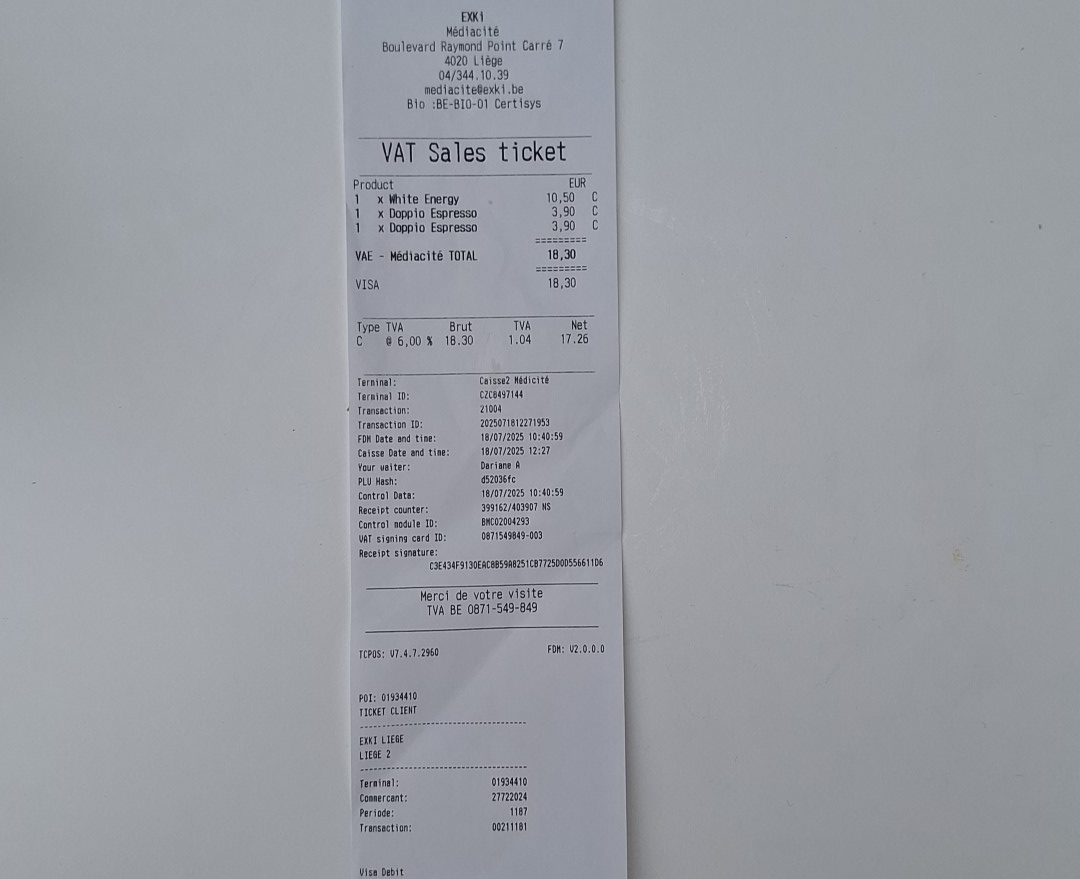 EXKi
Médiacité
Boulevard Raymond Point Carré 7
4020 Liège
04/344.10.39
mediacite@exki.be
Bio :BE-BIO-01 Certisys
VAT Sales ticket
Product EUR
1 x White Energy 10,50 C
1 x Doppio Espresso 3,90 C
1 x Doppio Espresso 3,90 C
=========
VAE - Médiacité TOTAL 18,30
=========
VISA 18,30
Type TVA Brut TVA Net
C @ 6,00 % 18.30 1.04 17.26
Terminal: Caisse2 Médicité
Terminal ID: CZC8497144
Transaction: 21004
Transaction ID: 2025071812271953
FDM Date and time: 18/07/2025 10:40:59
Caisse Date and time: 18/07/2025 12:27
Your waiter: Dariane A
PLU Hash: d52036fc
Control Data: 18/07/2025 10:40:59
Receipt counter: 399162/403907 NS
Control module ID: BMC02004293
VAT signing card ID: 0871549849-003
Receipt signature:
C3E434F9130EAC8B59A8251CB7725D0D556611D6
Merci de votre visite
TVA BE 0871-549-849
TCPOS: V7.4.7.2960 FDM: V2.0.0.0
POI: 01934410
TICKET CLIENT
EXKI LIEGE
LIEGE 2
Terminal: 01934410
Commercant: 27722024
Periode: 1187
Transaction: 00211181
Visa Debit